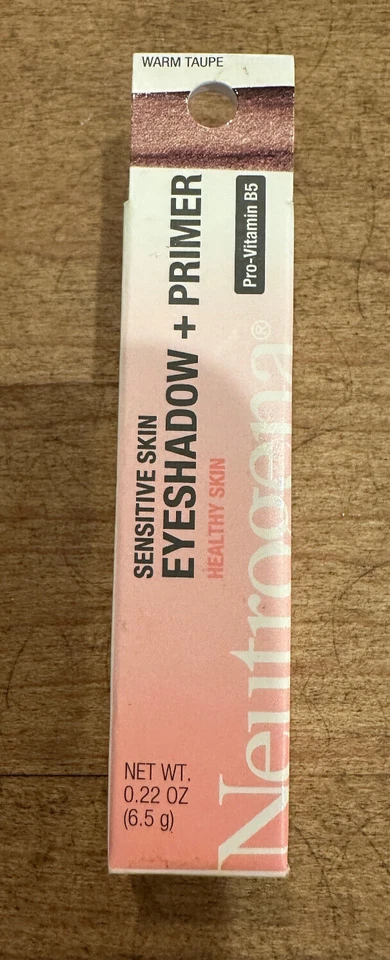 WARM TAUPE
Pro-Vitamin B5
SENSITIVE SKIN
EYESHADOW + PRIMER
HEALTHY SKIN
Neutrogena®
NET WT.
0.22 OZ
(6.5 g)